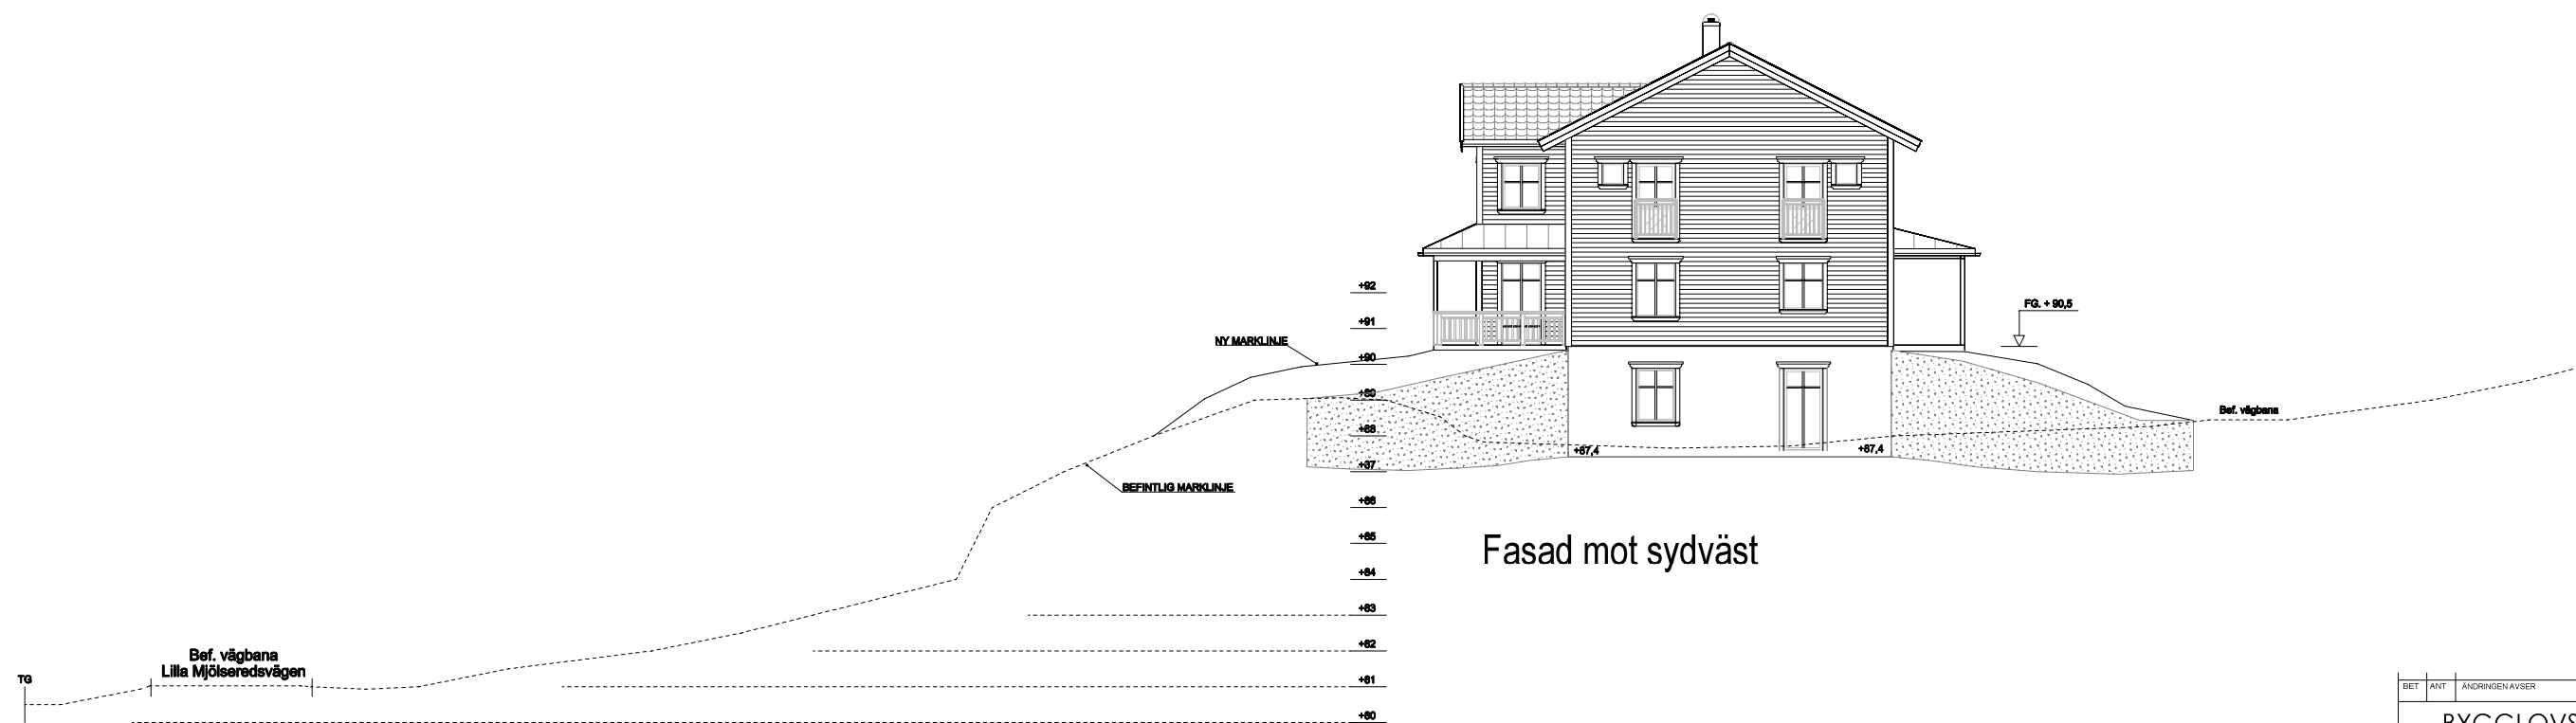 +92
FG. + 90,5
+91
NY MARKLINJE
+90
+89
Bef. vägbana
+88
+87,4
+87,4
+87
BEFINTLIG MARKLINJE
+86
+85
Fasad mot sydväst
+84
+83
+82
Bef. vägbana
Lilla Mjölseredsvägen
TG
+81
BET ANT ÄNDRINGEN AVSER
+80
BYGGLOVS